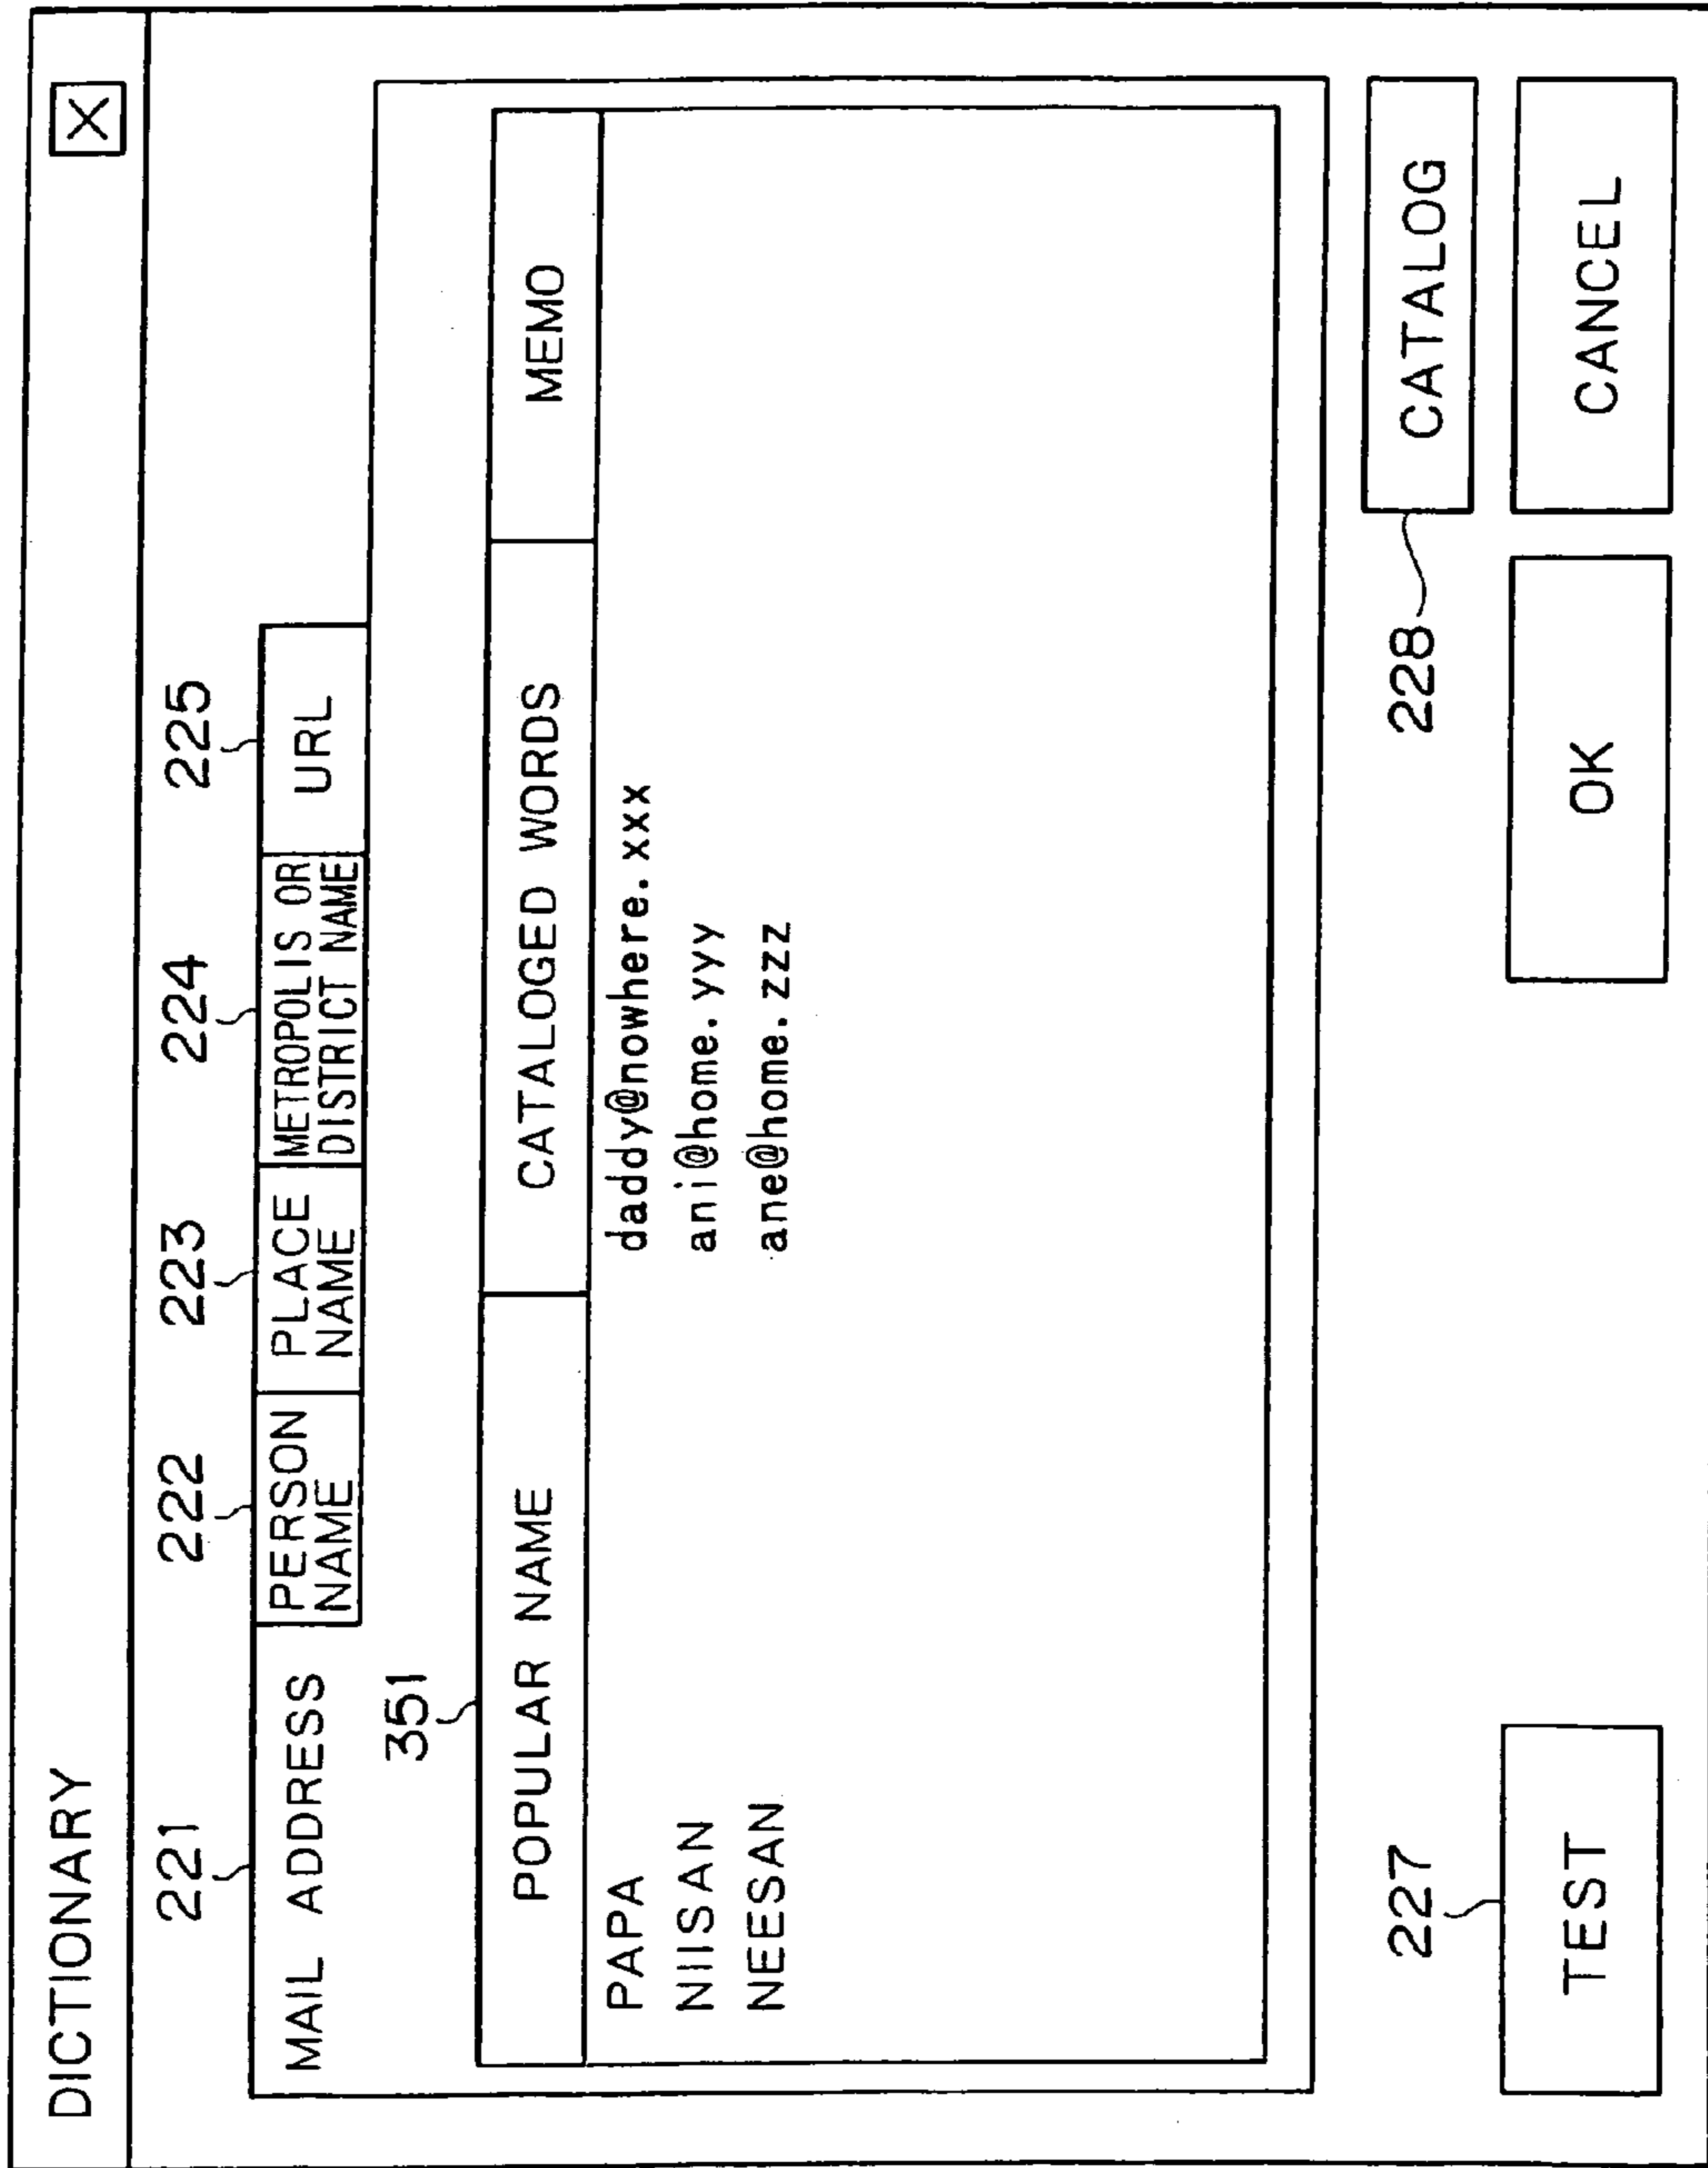 DICTIONARY X
221 222 223 224 225
MAIL ADDRESS
PERSON
NAME
PLACE
NAME
METROPOLIS OR
DISTRICT NAME
URL
351
POPULAR NAME CATALOGED WORDS MEMO
PAPA daddy@nowhere.xxx
NIISAN ani@home.yyy
NEESAN ane@home.zzz
227 228 CATALOG
TEST OK CANCEL